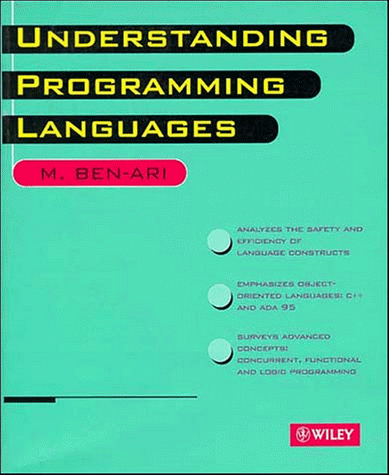 UNDERSTANDING
PROGRAMMING
LANGUAGES
M. BEN-ARI
ANALYZES THE SAFETY AND
EFFICIENCY OF
LANGUAGE CONSTRUCTS
EMPHASIZES OBJECT-
ORIENTED LANGUAGES: C++
AND ADA 95
SURVEYS ADVANCED
CONCEPTS:
CONCURRENT, FUNCTIONAL
AND LOGIC PROGRAMMING
WILEY